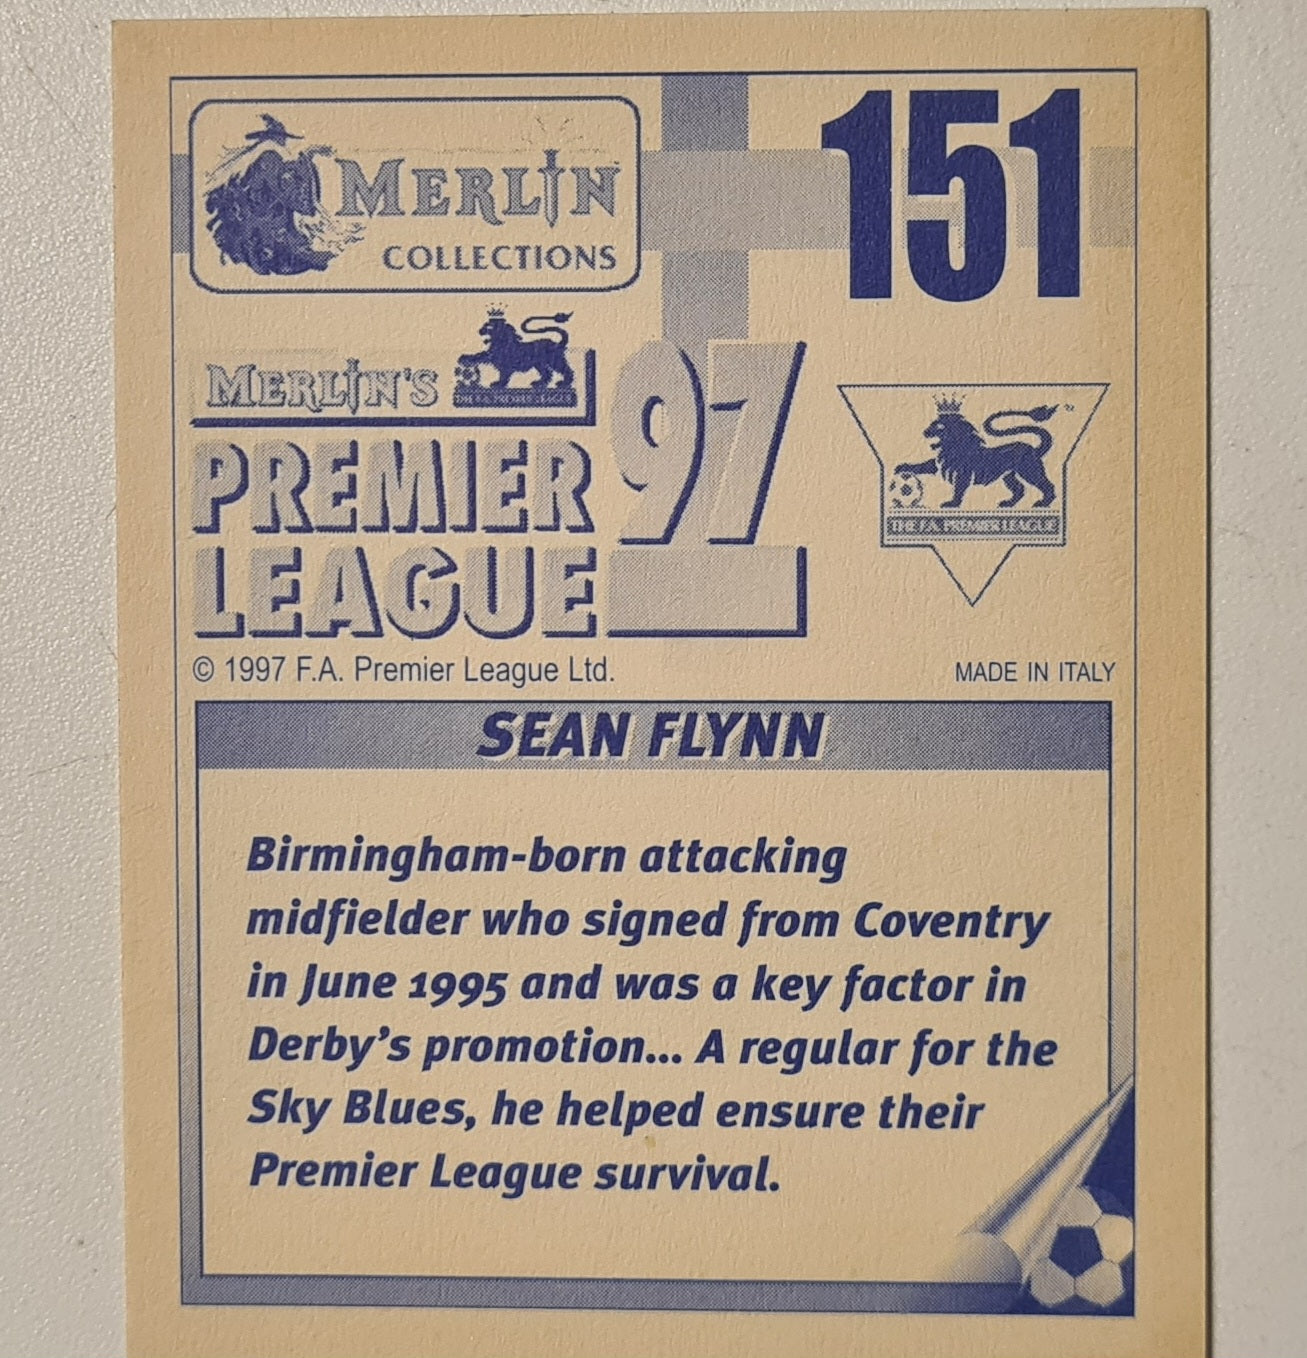 MERLIN
COLLECTIONS
151
MERLIN'S
THE F.A. PREMIER LEAGUE
97
PREMIER
LEAGUE
THE F.A. PREMIER LEAGUE
TM
© 1997 F.A. Premier League Ltd.
MADE IN ITALY
SEAN FLYNN
Birmingham-born attacking
midfielder who signed from Coventry
in June 1995 and was a key factor in
Derby's promotion... A regular for the
Sky Blues, he helped ensure their
Premier League survival.